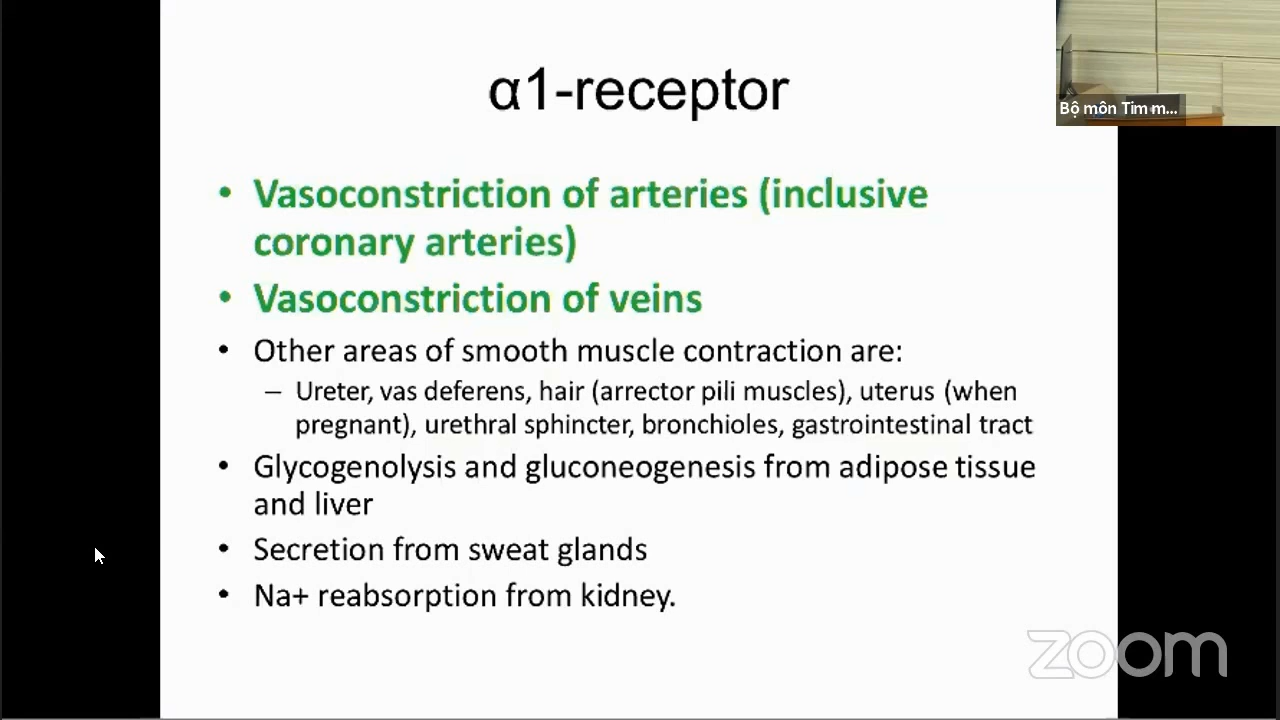 α1-receptor
Bộ môn Tim m...
• Vasoconstriction of arteries (inclusive
coronary arteries)
• Vasoconstriction of veins
• Other areas of smooth muscle contraction are:
– Ureter, vas deferens, hair (arrector pili muscles), uterus (when
pregnant), urethral sphincter, bronchioles, gastrointestinal tract
• Glycogenolysis and gluconeogenesis from adipose tissue
and liver
• Secretion from sweat glands
• Na+ reabsorption from kidney.
zoom